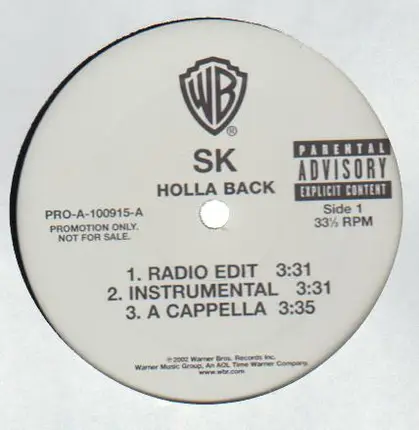 WB
®
SK
HOLLA BACK
PARENTAL
ADVISORY
EXPLICIT CONTENT
PRO-A-100915-A
PROMOTION ONLY.
NOT FOR SALE.
Side 1
33⅓ RPM
1. RADIO EDIT 3:31
2. INSTRUMENTAL 3:31
3. A CAPPELLA 3:35
℗2002 Warner Bros. Records Inc.
Warner Music Group, An AOL Time Warner Company.
www.wbr.com